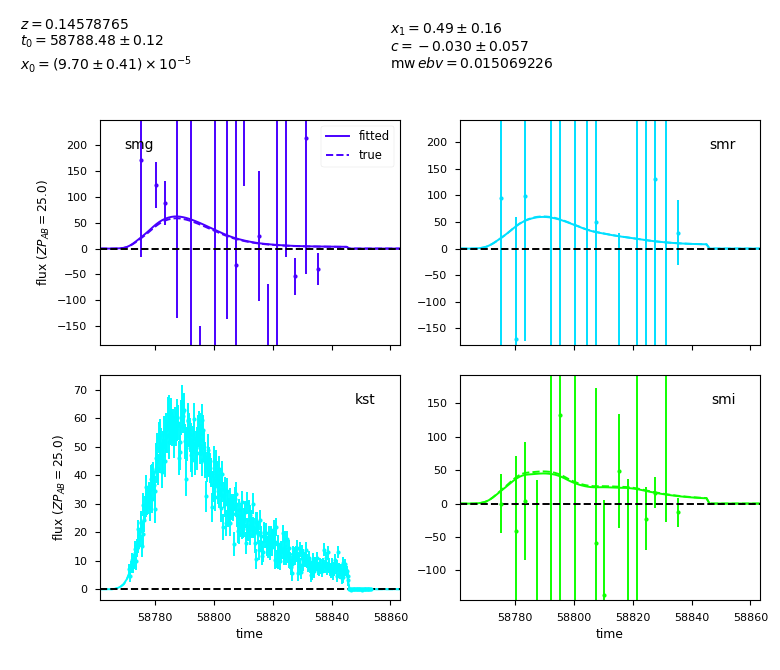 z = 0.14578765
t₀ = 58788.48 ± 0.12
x₀ = (9.70 ± 0.41) × 10⁻⁵
x₁ = 0.49 ± 0.16
c = −0.030 ± 0.057
mw ebv = 0.015069226
smg
fitted
true
200
150
100
50
0
−50
−100
−150
flux (ZP_AB = 25.0)
smr
200
150
100
50
0
−50
−100
−150
kst
70
60
50
40
30
20
10
0
flux (ZP_AB = 25.0)
58780 58800 58820 58840 58860
time
smi
150
100
50
0
−50
−100
58780 58800 58820 58840 58860
time